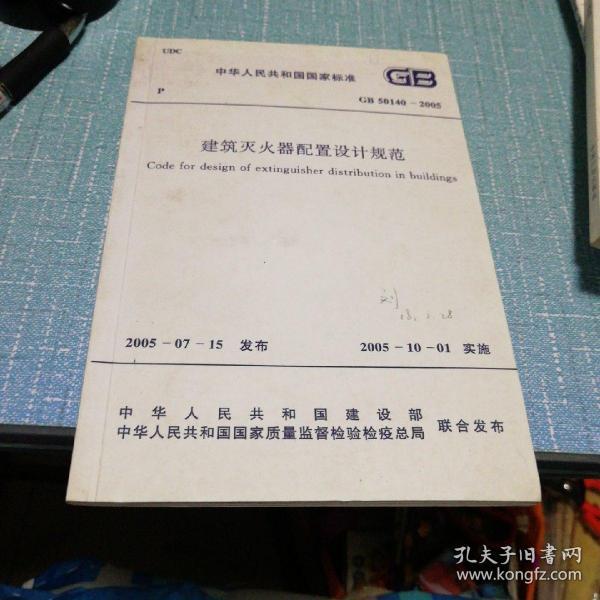 UDC
中华人民共和国国家标准
GB
P
GB 50140-2005
建筑灭火器配置设计规范
Code for design of extinguisher distribution in buildings
刘
2005-07-15 发布
2005-10-01 实施
中华人民共和国建设部
中华人民共和国国家质量监督检验检疫总局
联合发布
孔夫子旧书网
www.kongfz.com